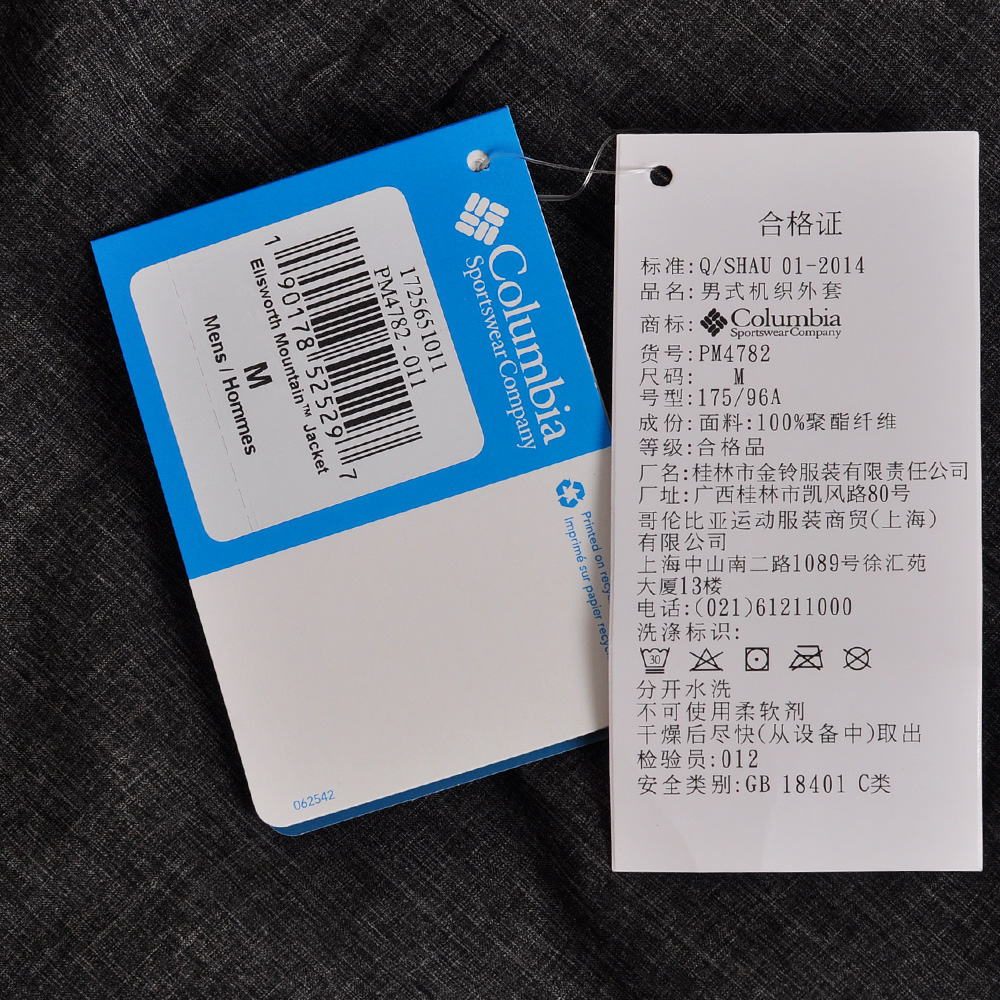 Columbia
Sportswear Company
1725651011
PM4782 - 011
1 90178 52529 7
Ellsworth Mountain™ Jacket
M
Mens / Hommes
Printed on
Imprimé sur papier
062542
合格证
标准:Q/SHAU 01-2014
品名:男式机织外套
商标: Columbia
Sportswear Company
货号:PM4782
尺码: M
号型:175/96A
成份:面料:100%聚酯纤维
等级:合格品
厂名:桂林市金铃服装有限责任公司
厂址:广西桂林市凯风路80号
哥伦比亚运动服装商贸(上海)
有限公司
上海中山南二路1089号徐汇苑
大厦13楼
电话:(021)61211000
洗涤标识:
30
分开水洗
不可使用柔软剂
干燥后尽快(从设备中)取出
检验员:012
安全类别:GB 18401 C类